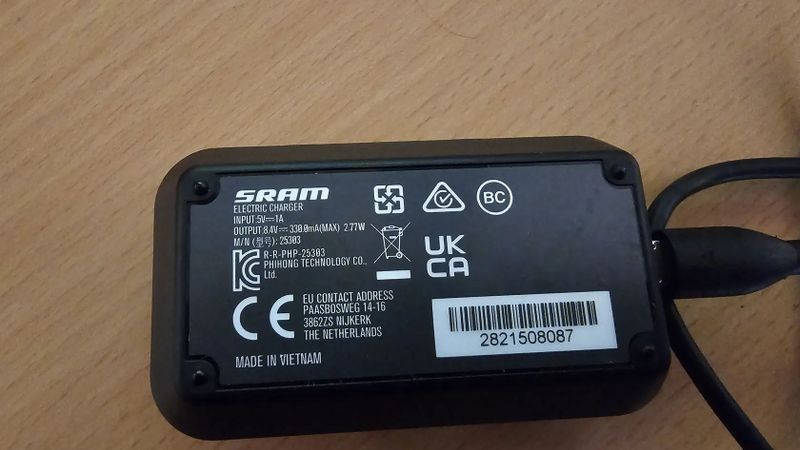 SRAM
ELECTRIC CHARGER
INPUT:5V⎓1A
OUTPUT:8.4V⎓330.0mA(MAX) 2.77W
M/N (型号): 25303
R-R-PHP-25303
PHIHONG TECHNOLOGY CO.,
Ltd.
BC
UK
CA
CE
EU CONTACT ADDRESS
PAASBOSWEG 14-16
3862ZS NIJKERK
THE NETHERLANDS
MADE IN VIETNAM
2821508087